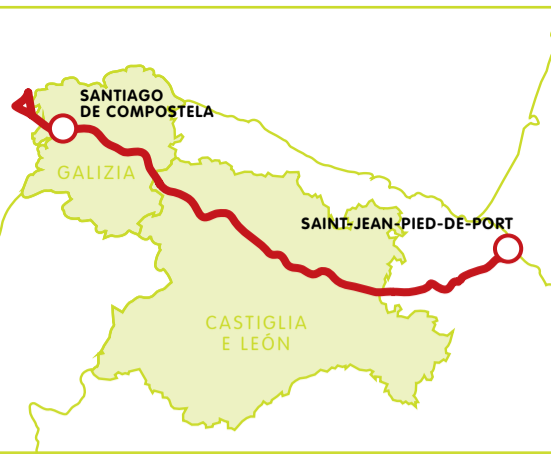 SANTIAGO
DE COMPOSTELA
GALIZIA
SAINT-JEAN-PIED-DE-PORT
CASTIGLIA
E LEÓN